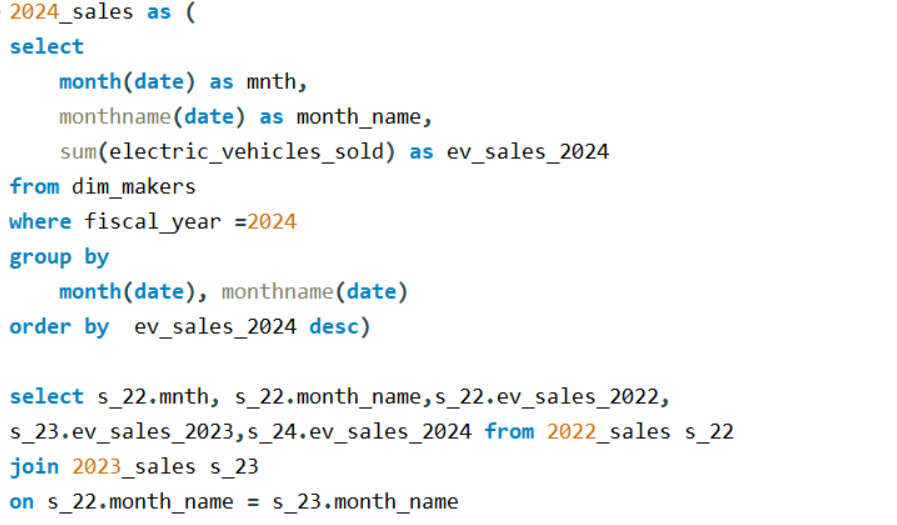 2024_sales as (
select
    month(date) as mnth,
    monthname(date) as month_name,
    sum(electric_vehicles_sold) as ev_sales_2024
from dim_makers
where fiscal_year =2024
group by
    month(date), monthname(date)
order by  ev_sales_2024 desc)

select s_22.mnth, s_22.month_name,s_22.ev_sales_2022,
s_23.ev_sales_2023,s_24.ev_sales_2024 from 2022_sales s_22
join 2023_sales s_23
on s_22.month_name = s_23.month_name